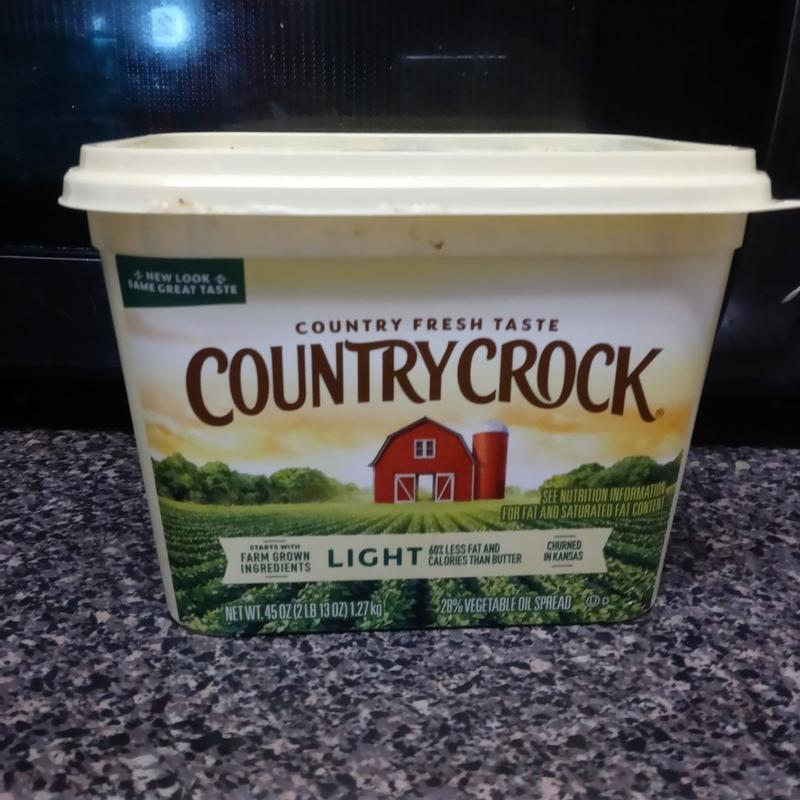 NEW LOOK
SAME GREAT TASTE
COUNTRY FRESH TASTE
COUNTRY CROCK®
SEE NUTRITION INFORMATION
FOR FAT AND SATURATED FAT CONTENT
STARTS WITH
FARM GROWN
INGREDIENTS
LIGHT
60% LESS FAT AND
CALORIES THAN BUTTER
CHURNED
IN KANSAS
NET WT. 45 OZ (2 LB 13 OZ) 1.27 kg
28% VEGETABLE OIL SPREAD Ⓤ D